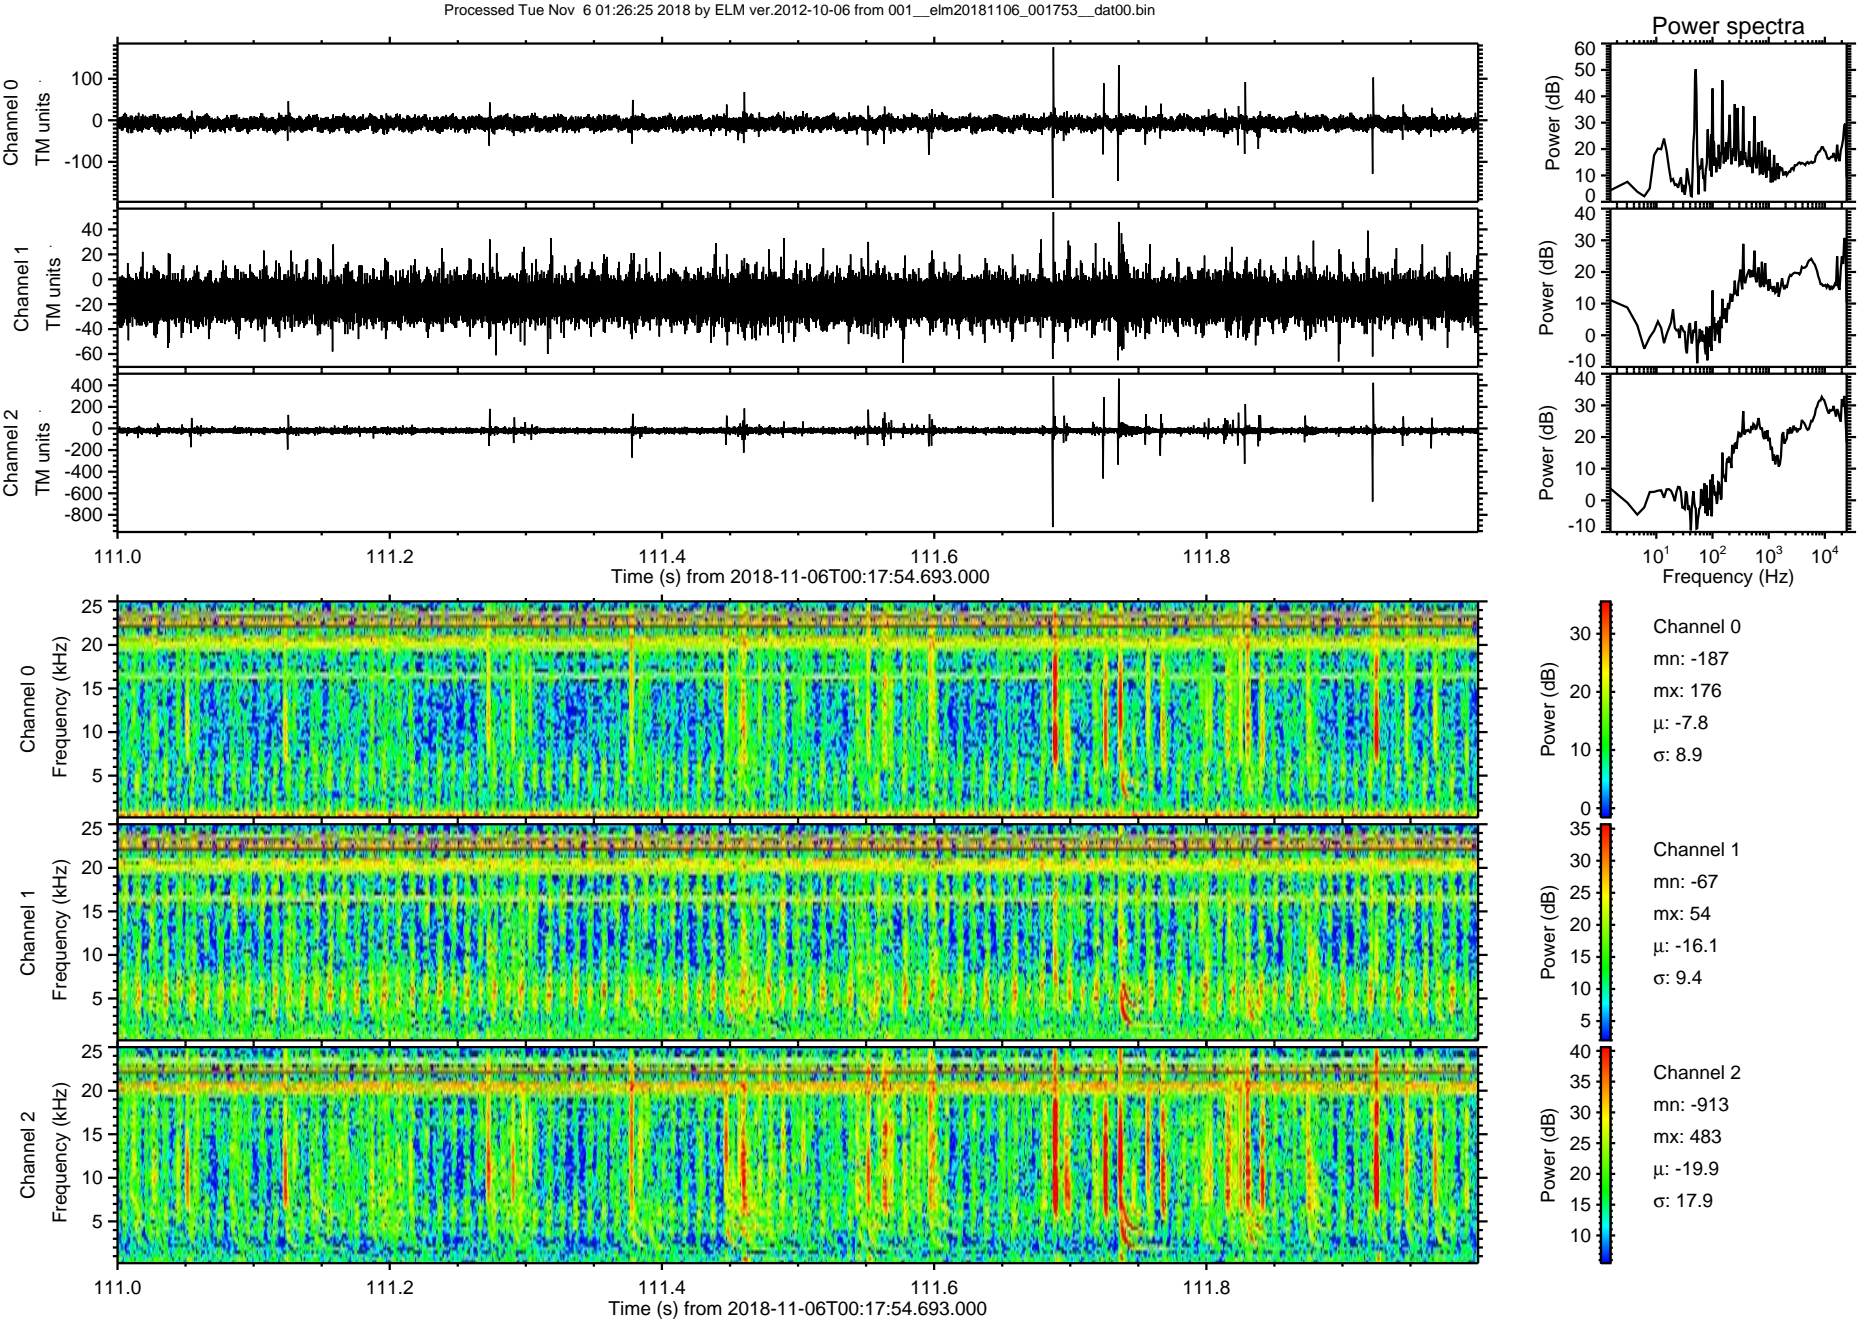 Processed Tue Nov  6 01:26:25 2018 by ELM ver.2012-10-06 from 001__elm20181106_001753__dat00.bin
Power spectra
Channel 0
TM units
100
0
-100
Power (dB)
60
50
40
30
20
10
0
Channel 1
TM units
40
20
0
-20
-40
-60
Power (dB)
40
30
20
10
0
-10
Channel 2
TM units
400
200
0
-200
-400
-600
-800
Power (dB)
40
30
20
10
0
-10
111.0 111.2 111.4 111.6 111.8
Time (s) from 2018-11-06T00:17:54.693.000
10¹ 10² 10³ 10⁴
Frequency (Hz)
Channel 0
Frequency (kHz)
25
20
15
10
5
Power (dB)
30
20
10
0
Channel 0
mn: -187
mx: 176
μ: -7.8
σ: 8.9
Channel 1
Frequency (kHz)
25
20
15
10
5
Power (dB)
35
30
25
20
15
10
5
Channel 1
mn: -67
mx: 54
μ: -16.1
σ: 9.4
Channel 2
Frequency (kHz)
25
20
15
10
5
Power (dB)
40
35
30
25
20
15
10
Channel 2
mn: -913
mx: 483
μ: -19.9
σ: 17.9
111.0 111.2 111.4 111.6 111.8
Time (s) from 2018-11-06T00:17:54.693.000